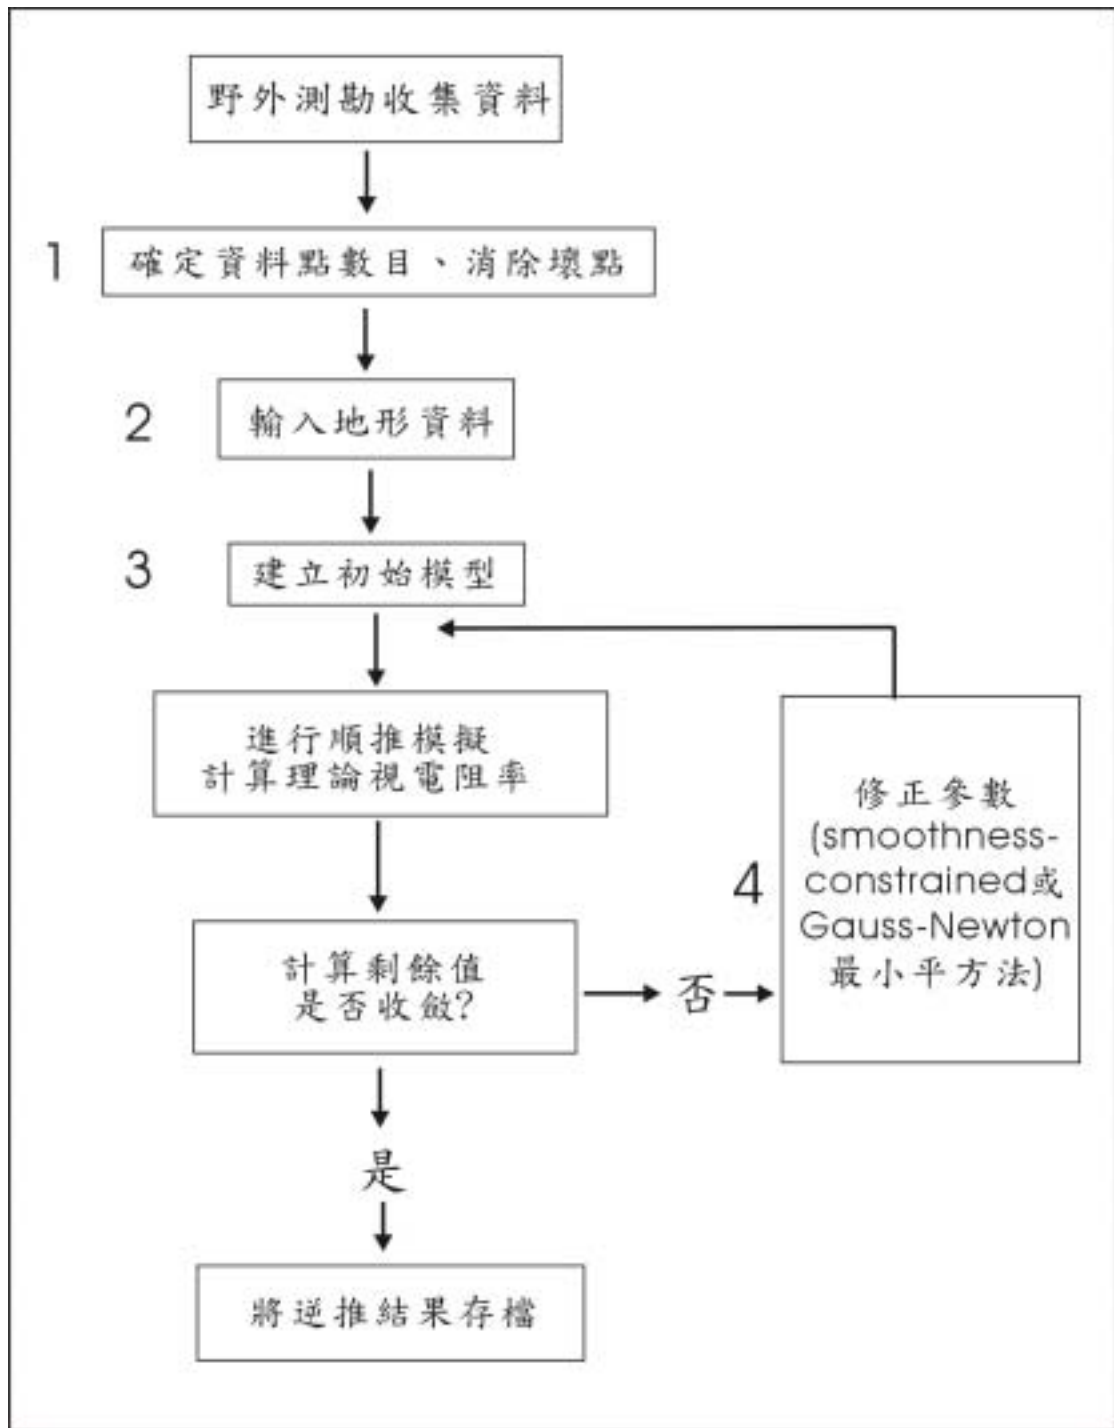 野外測勘收集資料
1
確定資料點數目、消除壞點
2
輸入地形資料
3
建立初始模型
進行順推模擬
計算理論視電阻率
計算剩餘值
是否收斂?
否
4
修正參數
(smoothness-
constrained或
Gauss-Newton
最小平方法)
是
將逆推結果存檔